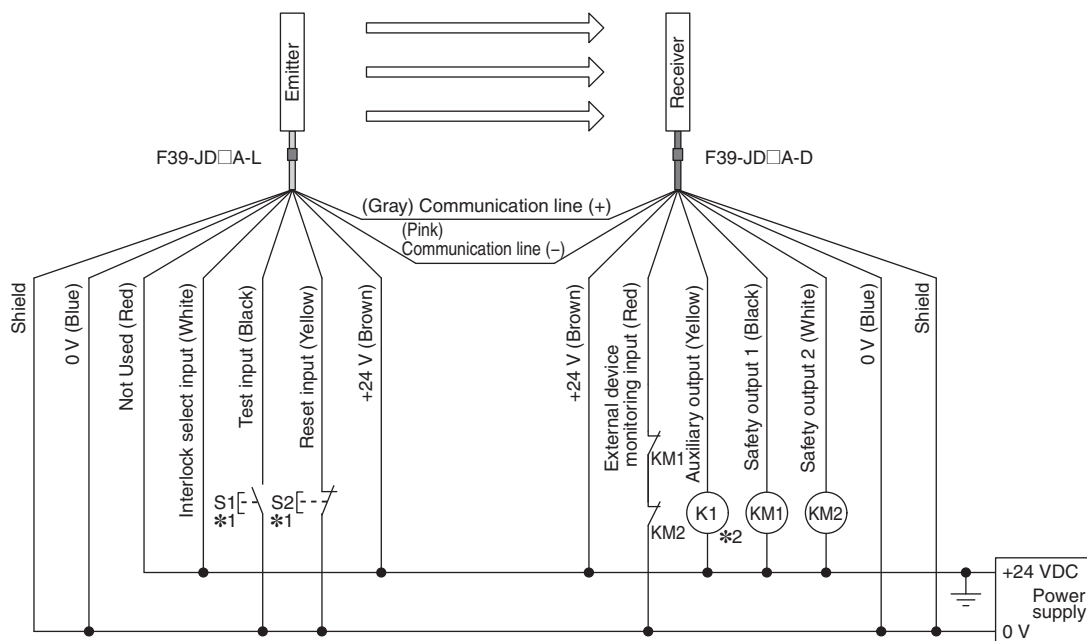 Emitter
Receiver
F39-JD□A-L
F39-JD□A-D
(Gray) Communication line (+)
(Pink)
Communication line (–)
Shield
0 V (Blue)
Not Used (Red)
Interlock select input (White)
Test input (Black)
Reset input (Yellow)
+24 V (Brown)
+24 V (Brown)
External device
monitoring input (Red)
Auxiliary output (Yellow)
Safety output 1 (Black)
Safety output 2 (White)
0 V (Blue)
Shield
S1
*1
S2
*1
KM1
KM2
K1
*2
KM1
KM2
+24 VDC
Power
supply
0 V